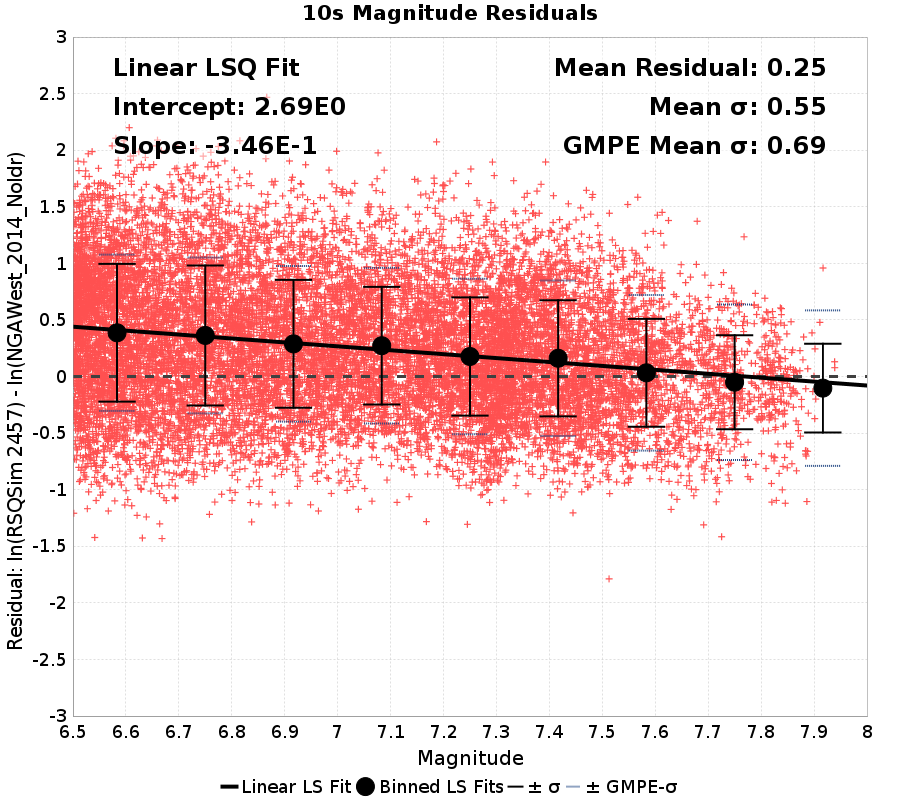 10s Magnitude Residuals
Linear LSQ Fit
Mean Residual: 0.25
Intercept: 2.69E0
Mean σ: 0.55
Slope: -3.46E-1
GMPE Mean σ: 0.69
Residual: ln(RSQSim 2457) - ln(NGAWest_2014_NoIdr)
3
2.5
2
1.5
1
0.5
0
-0.5
-1
-1.5
-2
-2.5
-3
6.5 6.6 6.7 6.8 6.9 7 7.1 7.2 7.3 7.4 7.5 7.6 7.7 7.8 7.9 8
Magnitude
Linear LS Fit Binned LS Fits ± σ ± GMPE-σ